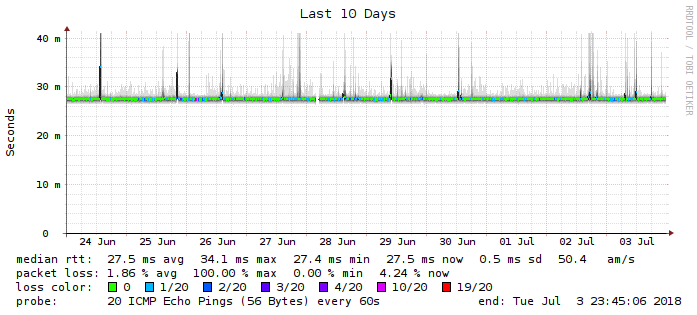 Last 10 Days
RRDTOOL / TOBI OETIKER
Seconds
40 m
30 m
20 m
10 m
0
24 Jun 25 Jun 26 Jun 27 Jun 28 Jun 29 Jun 30 Jun 01 Jul 02 Jul 03 Jul
median rtt: 27.5 ms avg 34.1 ms max 27.4 ms min 27.5 ms now 0.5 ms sd 50.4 am/s
packet loss: 1.86 % avg 100.00 % max 0.00 % min 4.24 % now
loss color: 0 1/20 2/20 3/20 4/20 10/20 19/20
probe: 20 ICMP Echo Pings (56 Bytes) every 60s end: Tue Jul 3 23:45:06 2018